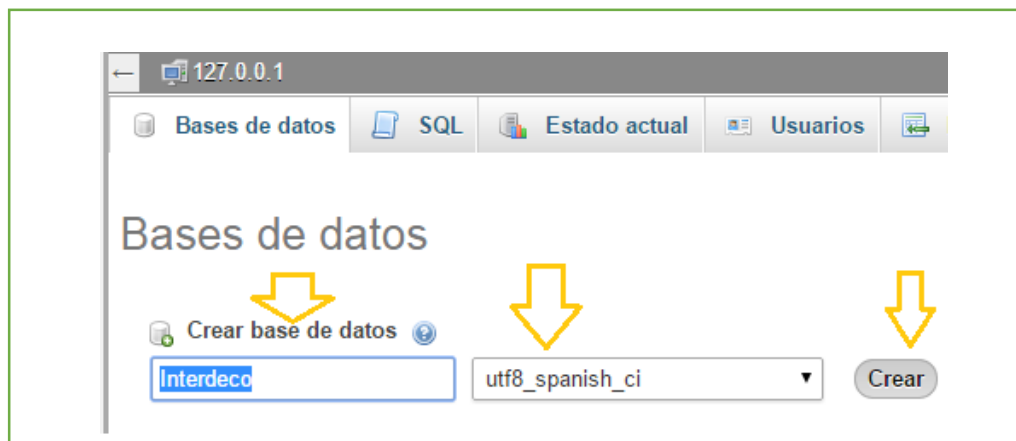 127.0.0.1
Bases de datos SQL Estado actual Usuarios
Bases de datos
Crear base de datos
Interdeco utf8_spanish_ci Crear